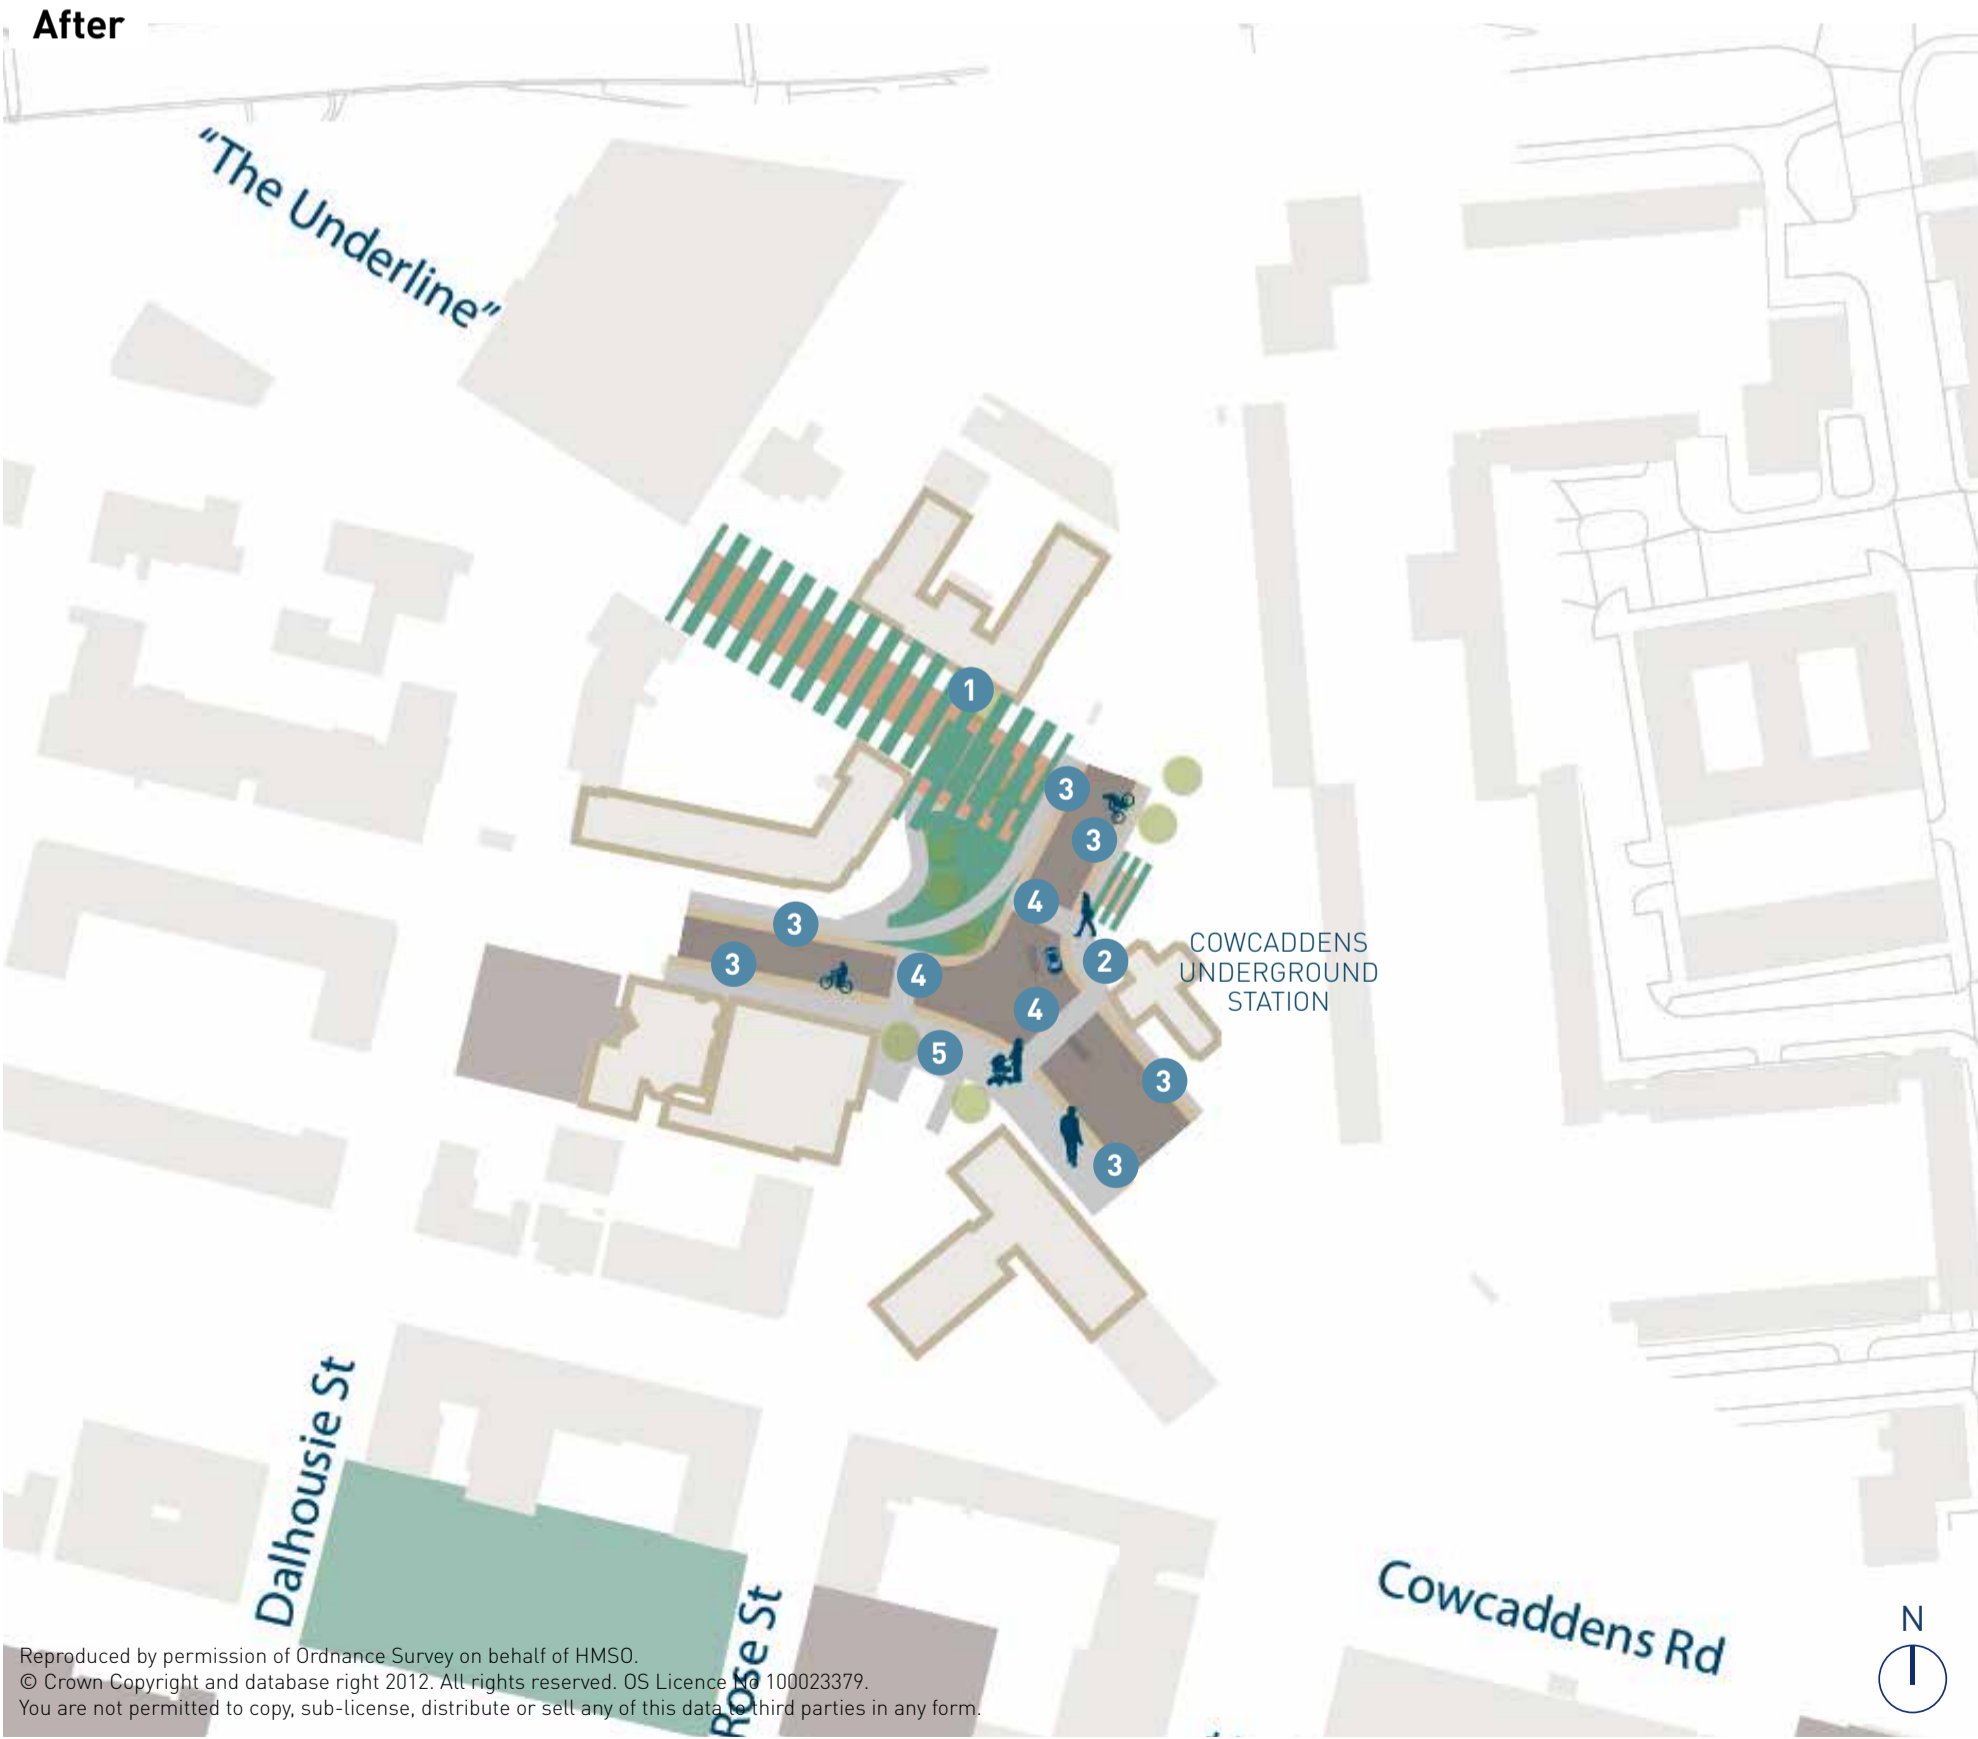 After
“The Underline”
1
3
3
4
3
3
4
2
COWCADDENS
UNDERGROUND
STATION
4
5
3
3
Dalhousie St
Rose St
Cowcaddens Rd
N
Reproduced by permission of Ordnance Survey on behalf of HMSO.
© Crown Copyright and database right 2012. All rights reserved. OS Licence No 100023379.
You are not permitted to copy, sub-license, distribute or sell any of this data to third parties in any form.